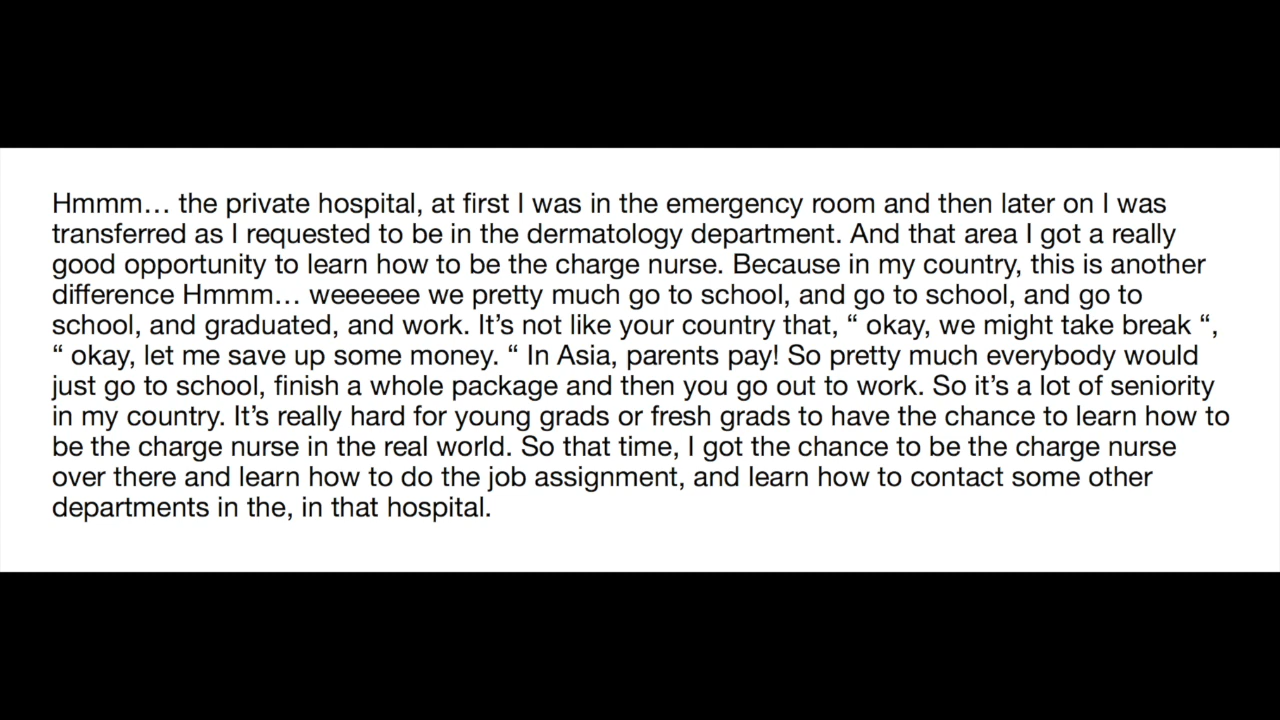 Hmmm… the private hospital, at first I was in the emergency room and then later on I was
transferred as I requested to be in the dermatology department. And that area I got a really
good opportunity to learn how to be the charge nurse. Because in my country, this is another
difference Hmmm… weeeeee we pretty much go to school, and go to school, and go to
school, and graduated, and work. It’s not like your country that, “ okay, we might take break “,
“ okay, let me save up some money. “ In Asia, parents pay! So pretty much everybody would
just go to school, finish a whole package and then you go out to work. So it’s a lot of seniority
in my country. It’s really hard for young grads or fresh grads to have the chance to learn how to
be the charge nurse in the real world. So that time, I got the chance to be the charge nurse
over there and learn how to do the job assignment, and learn how to contact some other
departments in the, in that hospital.